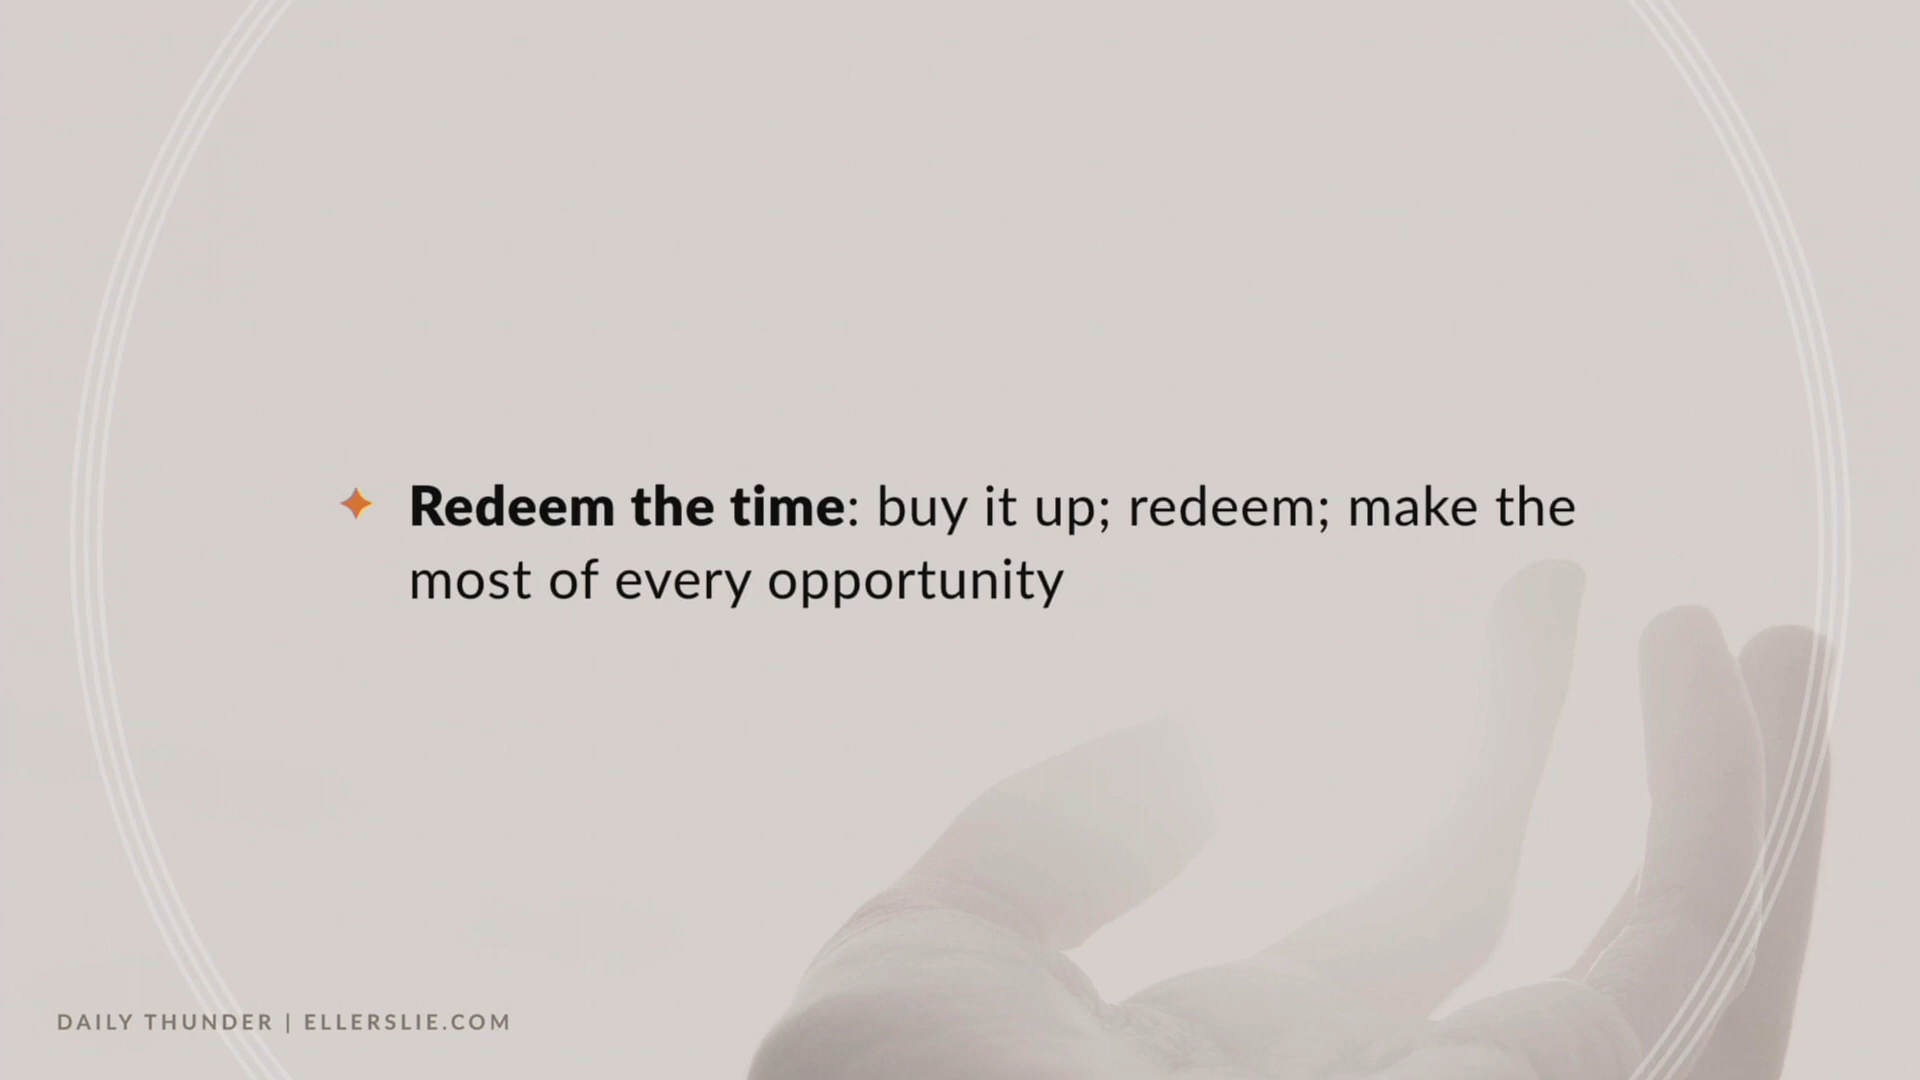 Redeem the time: buy it up; redeem; make the
most of every opportunity
DAILY THUNDER | ELLERSLIE.COM